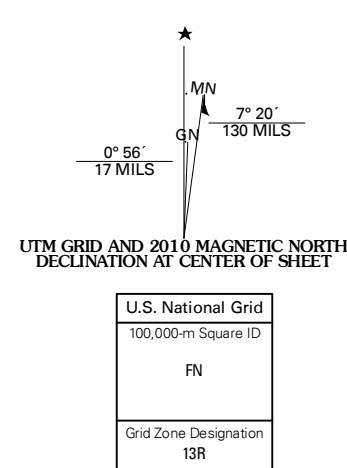 MN
7° 20´
130 MILS
GN
0° 56´
17 MILS
UTM GRID AND 2010 MAGNETIC NORTH
DECLINATION AT CENTER OF SHEET
U.S. National Grid
100,000-m Square ID
FN
Grid Zone Designation
13R